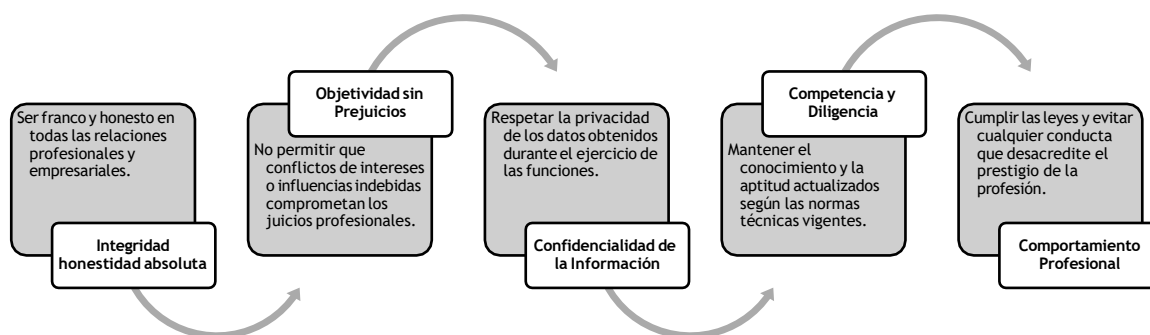 Ser franco y honesto en
todas las relaciones
profesionales y
empresariales.
Integridad
honestidad absoluta
Objetividad sin
Prejuicios
No permitir que
conflictos de intereses
o influencias indebidas
comprometan los
juicios profesionales.
Respetar la privacidad
de los datos obtenidos
durante el ejercicio de
las funciones.
Confidencialidad de
la Información
Competencia y
Diligencia
Mantener el
conocimiento y la
aptitud actualizados
según las normas
técnicas vigentes.
Cumplir las leyes y evitar
cualquier conducta
que desacredite el
prestigio de la
profesión.
Comportamiento
Profesional